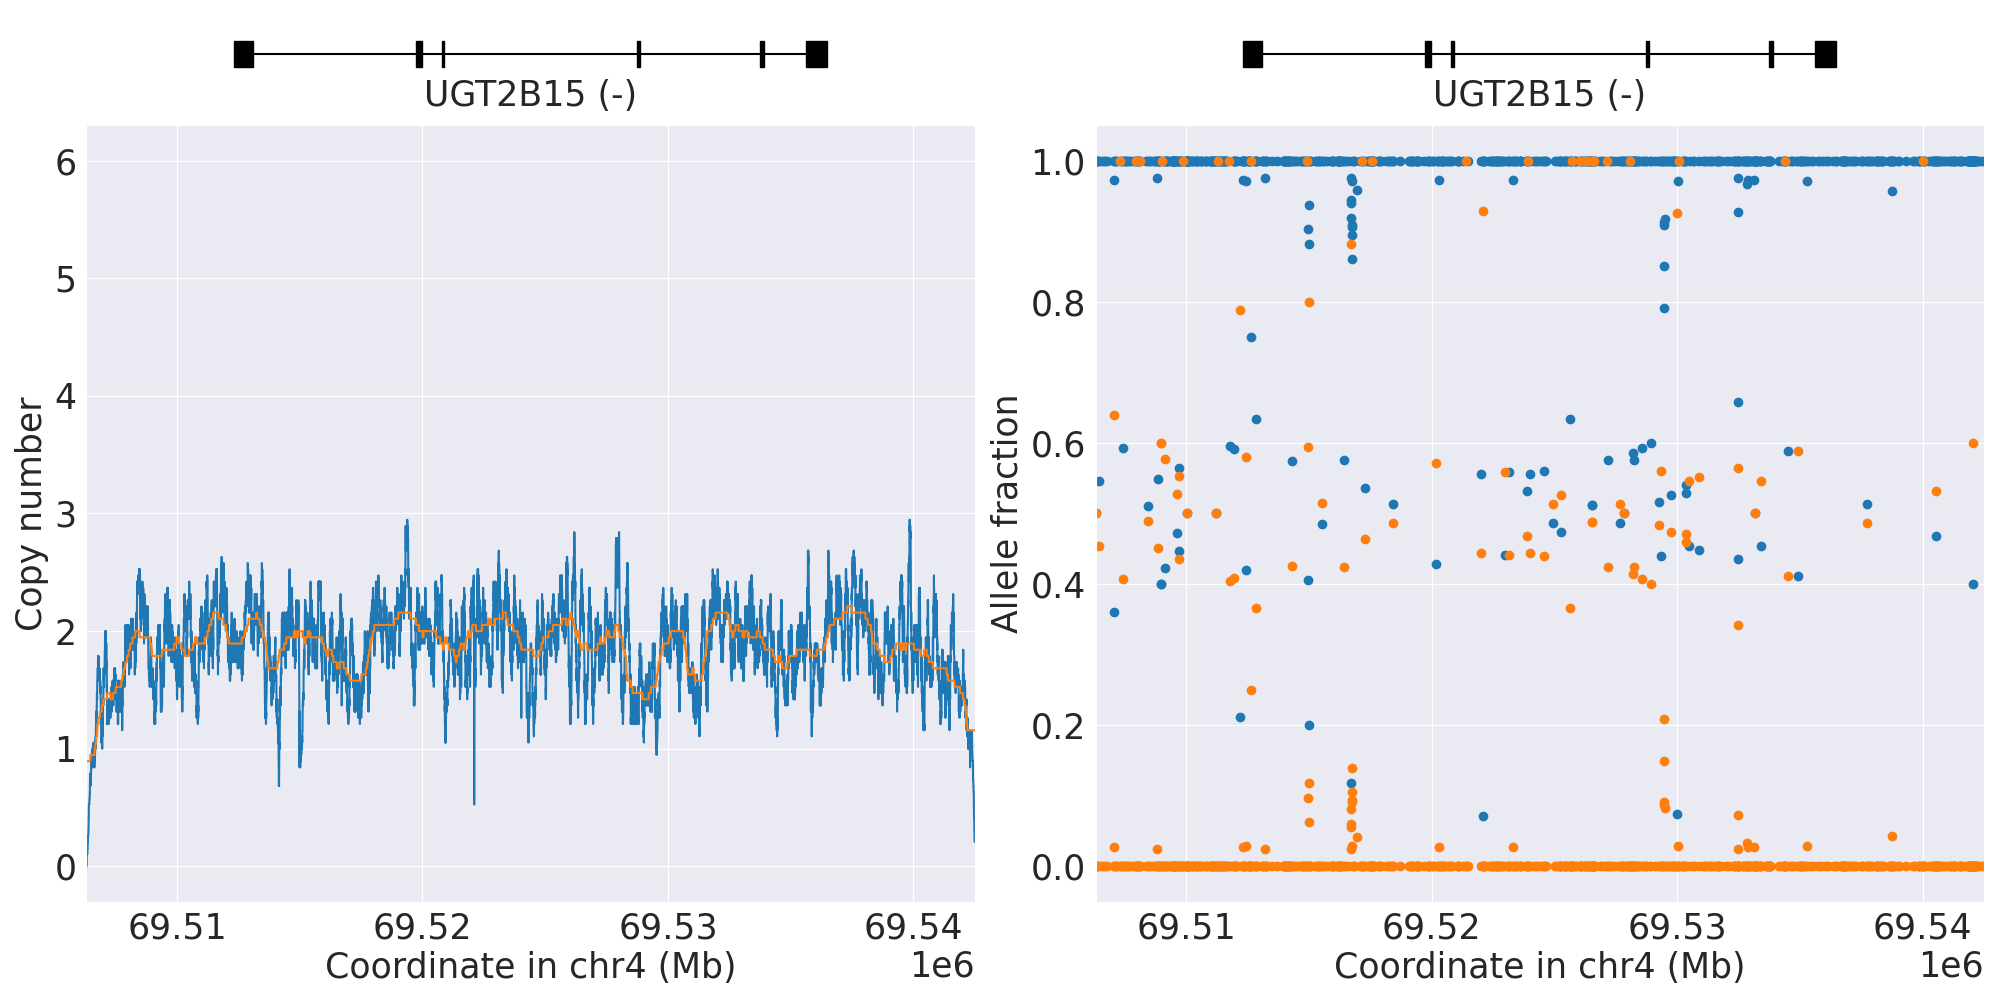 UGT2B15 (-)
Copy number
6
5
4
3
2
1
0
69.51 69.52 69.53 69.54
Coordinate in chr4 (Mb) 1e6
UGT2B15 (-)
Allele fraction
1.0
0.8
0.6
0.4
0.2
0.0
69.51 69.52 69.53 69.54
Coordinate in chr4 (Mb) 1e6